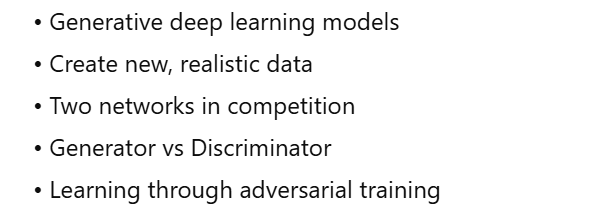 • Generative deep learning models
• Create new, realistic data
• Two networks in competition
• Generator vs Discriminator
• Learning through adversarial training